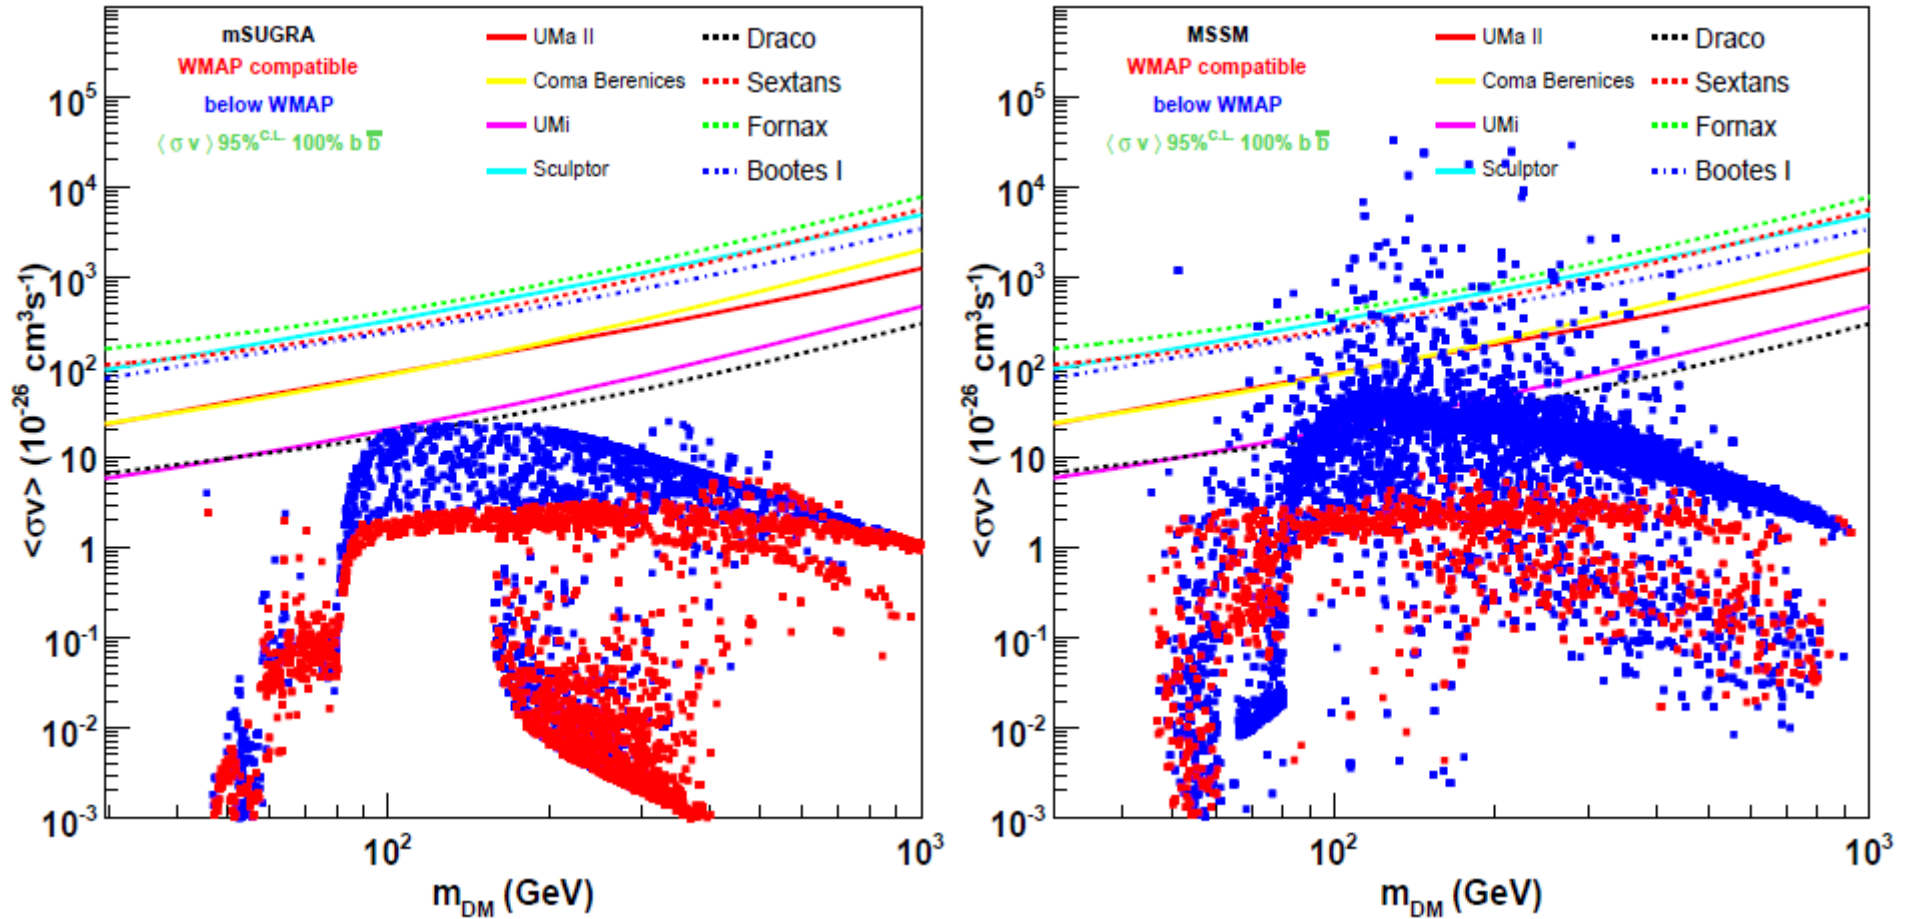 mSUGRA
WMAP compatible
below WMAP
⟨σ v⟩ 95%^C.L. 100% b b̅
UMa II
Coma Berenices
UMi
Sculptor
Draco
Sextans
Fornax
Bootes I
<σv> (10^-26 cm^3s^-1)
10^5
10^4
10^3
10^2
10
1
10^-1
10^-2
10^-3
10^2
10^3
m_DM (GeV)
MSSM
WMAP compatible
below WMAP
⟨σ v⟩ 95%^C.L. 100% b b̅
UMa II
Coma Berenices
UMi
Sculptor
Draco
Sextans
Fornax
Bootes I
<σv> (10^-26 cm^3s^-1)
10^5
10^4
10^3
10^2
10
1
10^-1
10^-2
10^-3
10^2
10^3
m_DM (GeV)